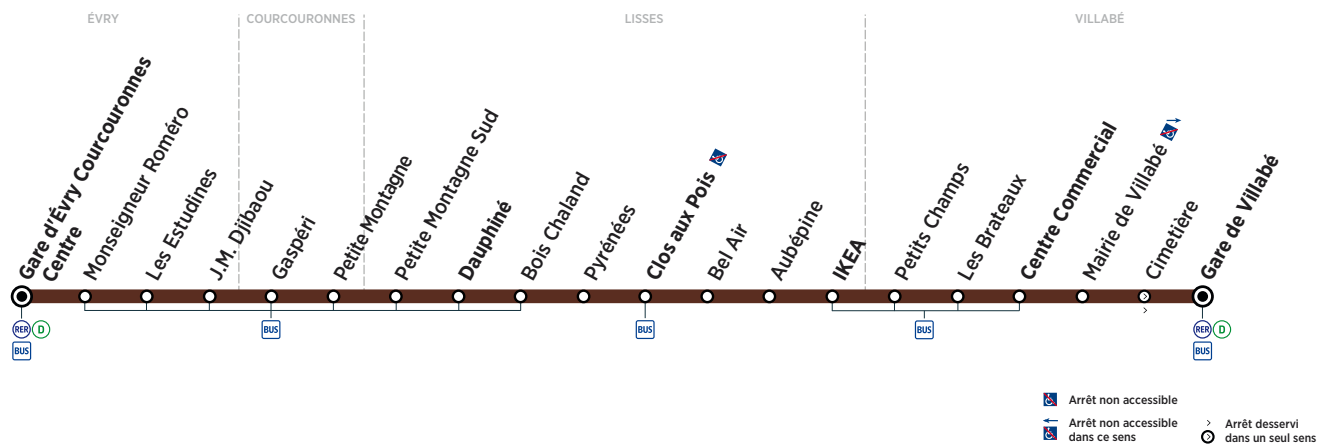 ÉVRY
COURCOURONNES
LISSES
VILLABÉ
Gare d'Évry Courcouronnes
Centre
Monseigneur Roméro
Les Estudines
J.M. Djibaou
Gaspéri
Petite Montagne
Petite Montagne Sud
Dauphiné
Bois Chaland
Pyrénées
Clos aux Pois
Bel Air
Aubépine
IKEA
Petits Champs
Les Brateaux
Centre Commercial
Mairie de Villabé
Cimetière
Gare de Villabé
RER D
BUS
BUS
BUS
BUS
RER D
BUS
Arrêt non accessible
Arrêt non accessible
dans ce sens
Arrêt desservi
dans un seul sens